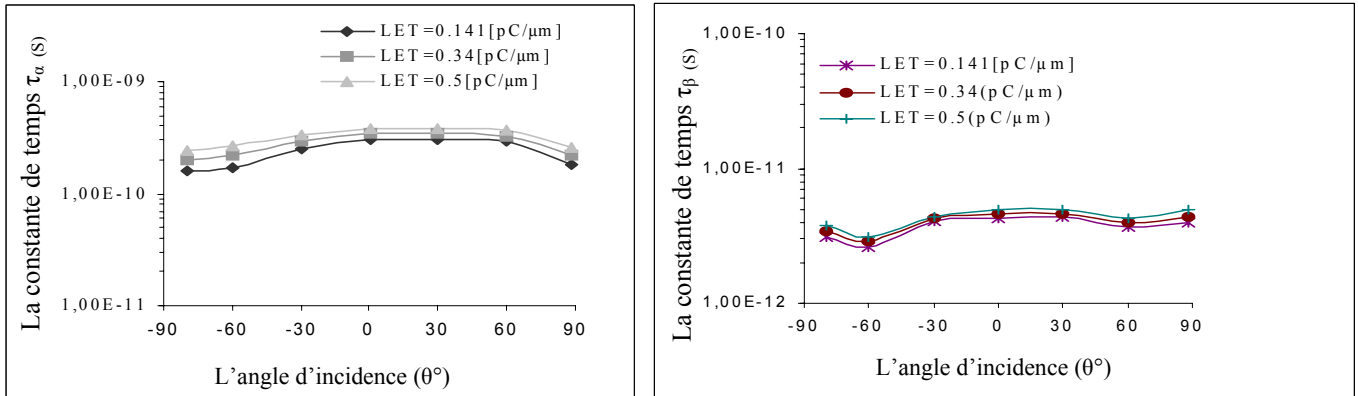 La constante de temps τα (S)
LET=0.141[pC/μm]
LET=0.34[pC/μm]
LET=0.5[pC/μm]
1,00E-09
1,00E-10
1,00E-11
-90 -60 -30 0 30 60 90
L'angle d'incidence (θ°)
La constante de temps τβ (S)
1,00E-10
LET=0.141[pC/μm]
LET=0.34(pC/μm)
LET=0.5(pC/μm)
1,00E-11
1,00E-12
-90 -60 -30 0 30 60 90
L'angle d'incidence (θ°)